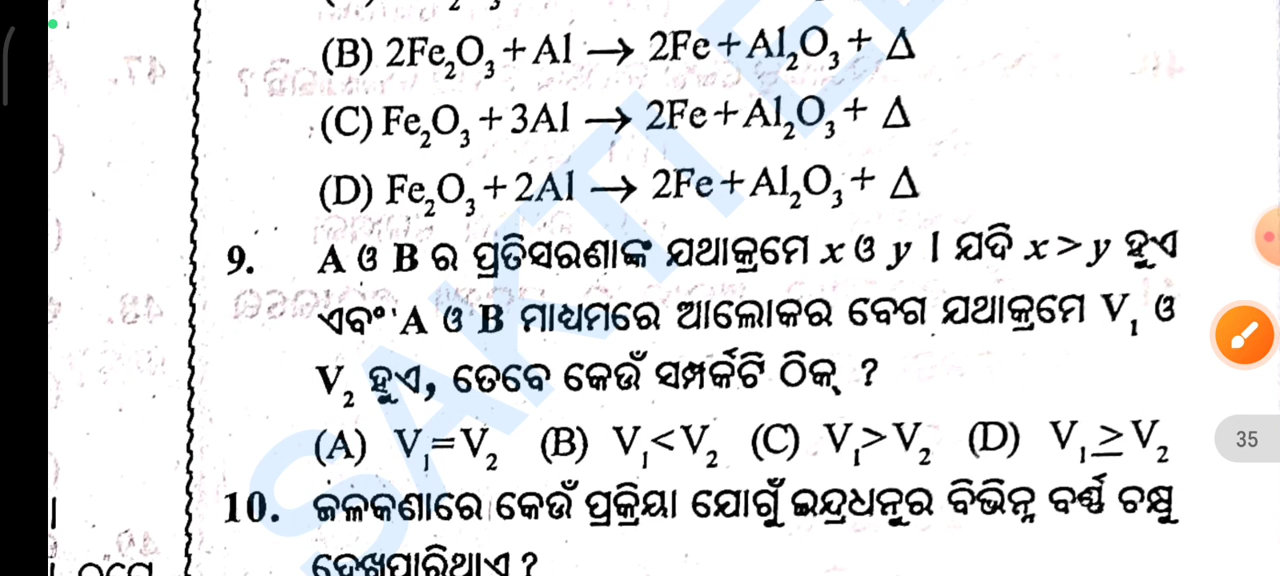 (B) 2Fe₂O₃ + Al → 2Fe + Al₂O₃ + Δ
(C) Fe₂O₃ + 3Al → 2Fe + Al₂O₃ + Δ
(D) Fe₂O₃ + 2Al → 2Fe + Al₂O₃ + Δ
9. A ଓ B ର ପ୍ରତିସରଣାଙ୍କ ଯଥାକ୍ରମେ x ଓ y । ଯଦି x > y ହୁଏ
ଏବଂ A ଓ B ମାଧ୍ୟମରେ ଆଲୋକର ବେଗ ଯଥାକ୍ରମେ V₁ ଓ
V₂ ହୁଏ, ତେବେ କେଉଁ ସମ୍ପର୍କଟି ଠିକ୍ ?
(A) V₁=V₂ (B) V₁<V₂ (C) V₁>V₂ (D) V₁≥V₂
10. ଜଳକଣାରେ କେଉଁ ପ୍ରକ୍ରିୟା ଯୋଗୁଁ ଇନ୍ଦ୍ରଧନୁର ବିଭିନ୍ନ ବର୍ଣ୍ଣ ଚକ୍ଷୁ
ଦେଖିପାରିଥାଏ ?
35
SAKTI